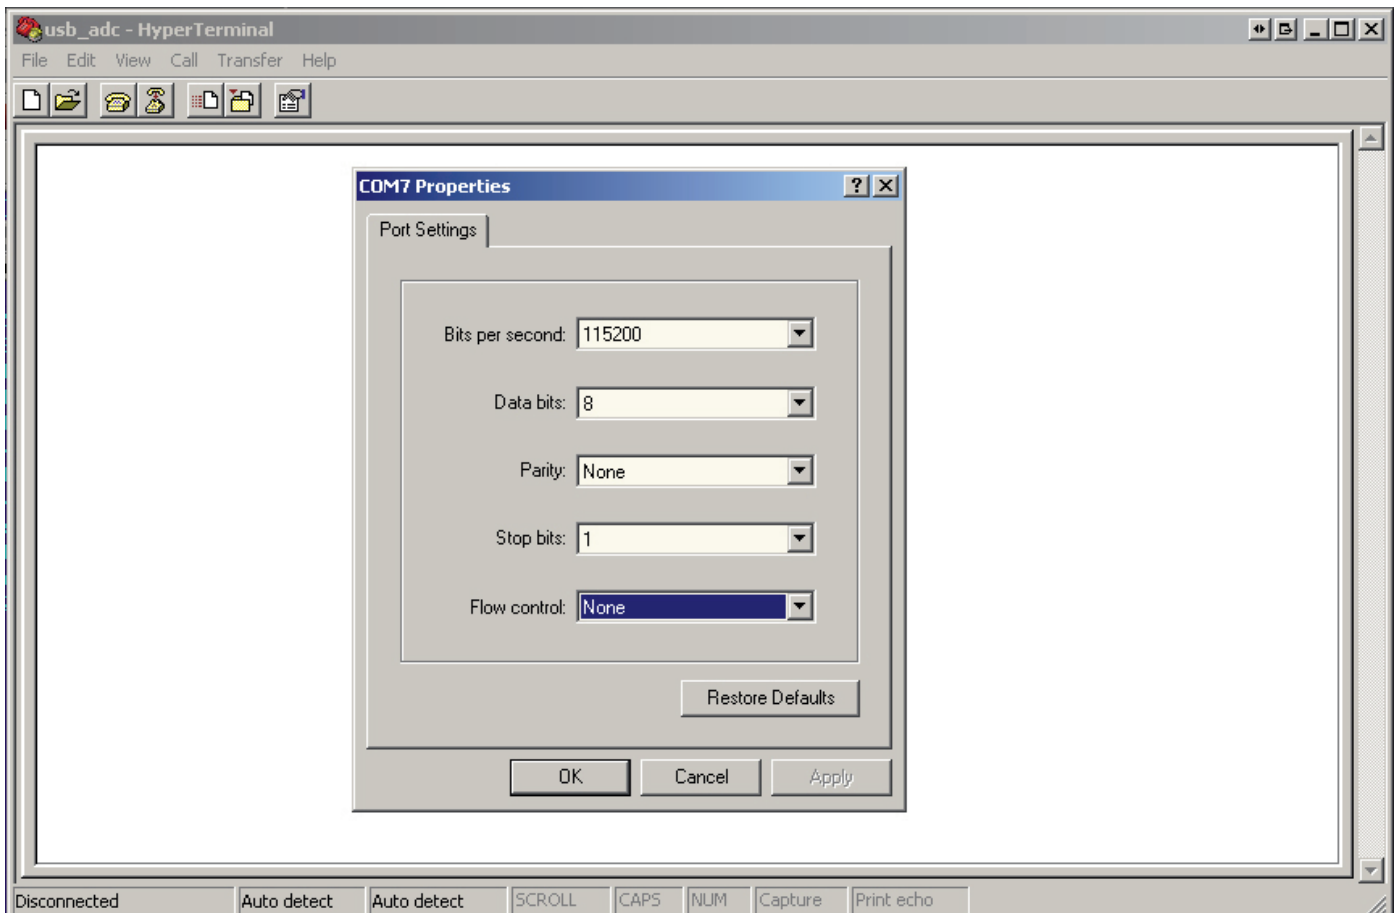 usb_adc - HyperTerminal
File Edit View Call Transfer Help
COM7 Properties
Port Settings
Bits per second: 115200
Data bits: 8
Parity: None
Stop bits: 1
Flow control: None
Restore Defaults
OK Cancel Apply
Disconnected Auto detect Auto detect SCROLL CAPS NUM Capture Print echo